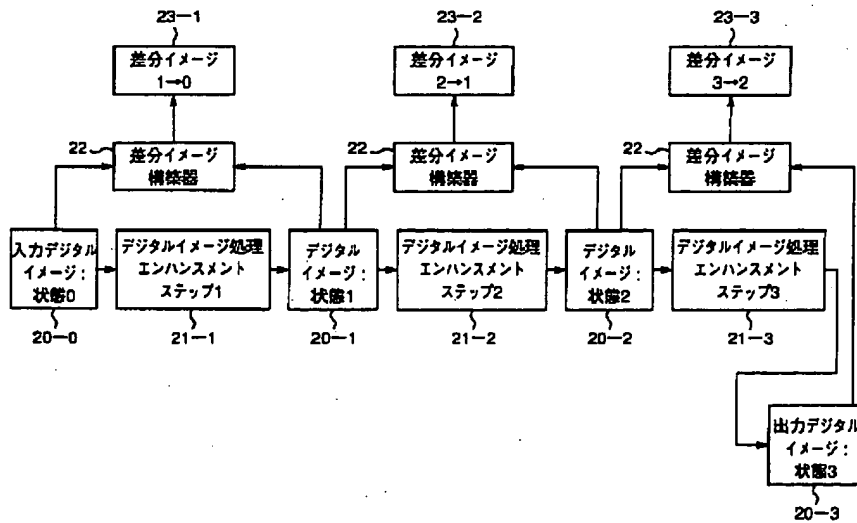 23-1
23-2
23-3
差分イメージ
1→0
差分イメージ
2→1
差分イメージ
3→2
22
差分イメージ
構築器
22
差分イメージ
構築器
22
差分イメージ
構築器
入力デジタル
イメージ:
状態0
デジタルイメージ処理
エンハンスメント
ステップ1
デジタル
イメージ:
状態1
デジタルイメージ処理
エンハンスメント
ステップ2
デジタル
イメージ:
状態2
デジタルイメージ処理
エンハンスメント
ステップ3
20-0
21-1
20-1
21-2
20-2
21-3
出力デジタル
イメージ:
状態3
20-3